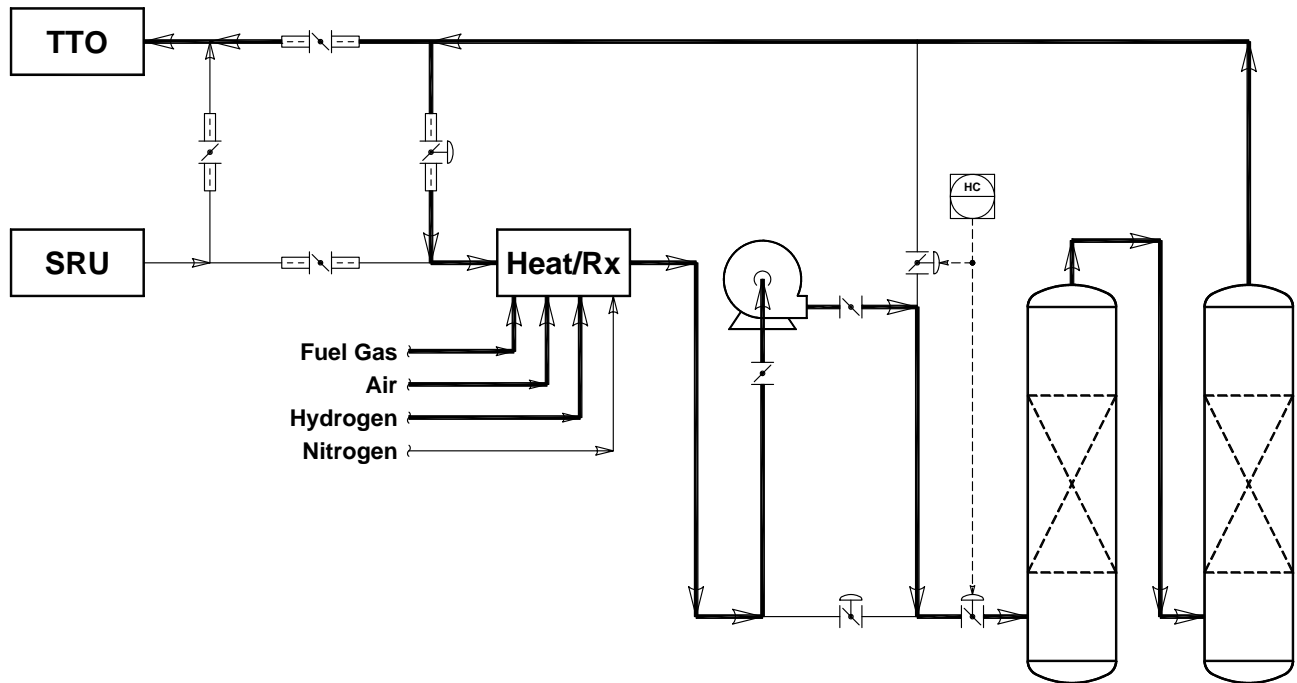 TTO
HC
SRU
Heat/Rx
Fuel Gas
Air
Hydrogen
Nitrogen